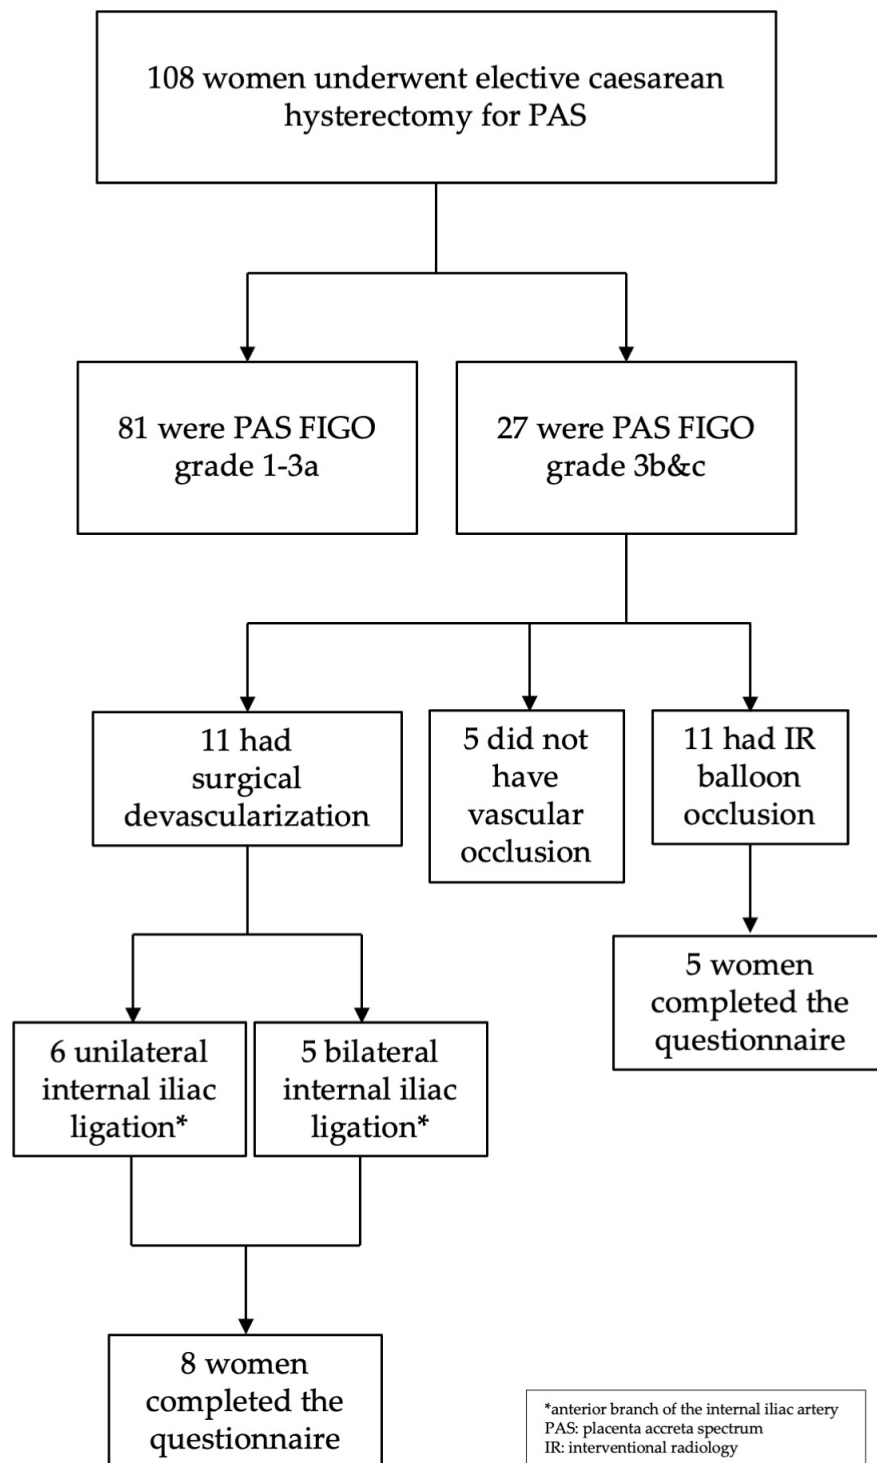 108 women underwent elective caesarean
hysterectomy for PAS
81 were PAS FIGO
grade 1-3a
27 were PAS FIGO
grade 3b&c
11 had
surgical
devascularization
5 did not
have
vascular
occlusion
11 had IR
balloon
occlusion
5 women
completed the
questionnaire
6 unilateral
internal iliac
ligation*
5 bilateral
internal iliac
ligation*
8 women
completed the
questionnaire
*anterior branch of the internal iliac artery
PAS: placenta accreta spectrum
IR: interventional radiology